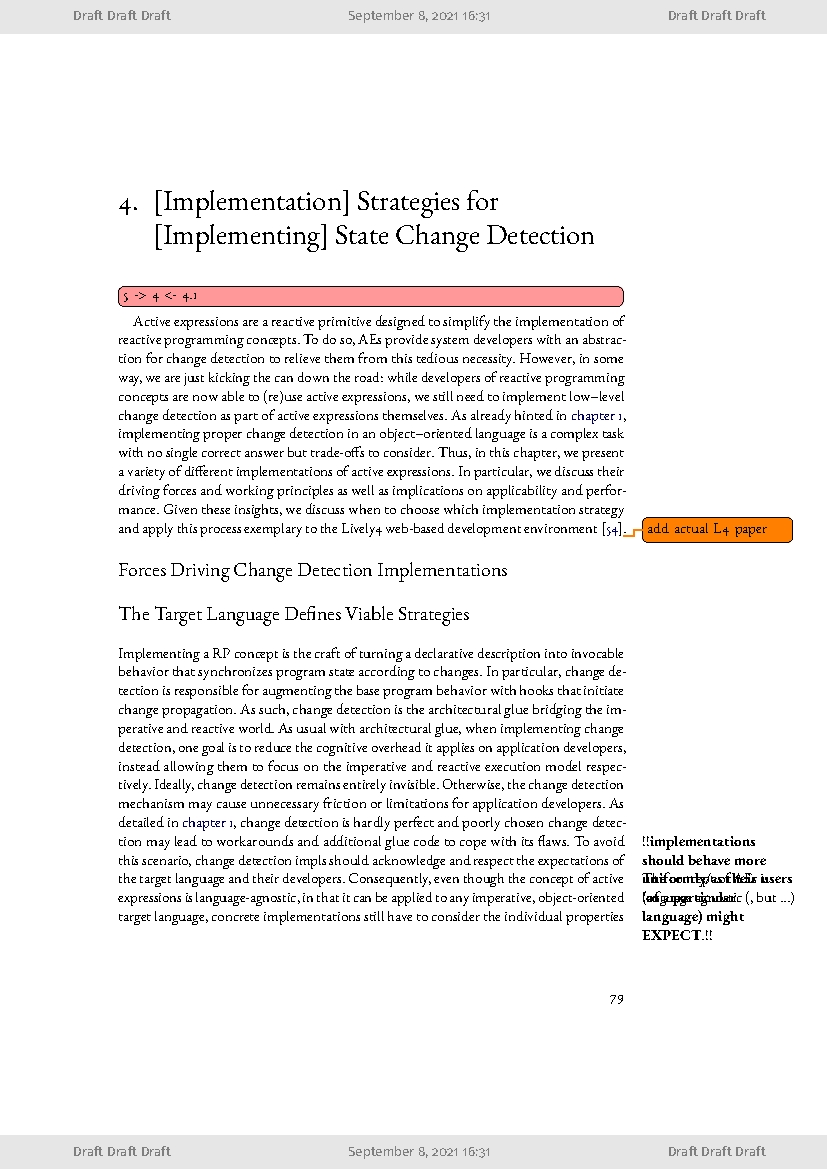 Draft Draft Draft September 8, 2021 16:31 Draft Draft Draft
4. [Implementation] Strategies for
[Implementing] State Change Detection
5 -> 4 <- 4.1
Active expressions are a reactive primitive designed to simplify the implementation of
reactive programming concepts. To do so, AEs provide system developers with an abstrac-
tion for change detection to relieve them from this tedious necessity. However, in some
way, we are just kicking the can down the road: while developers of reactive programming
concepts are now able to (re)use active expressions, we still need to implement low-level
change detection as part of active expressions themselves. As already hinted in chapter 1,
implementing proper change detection in an object-oriented language is a complex task
with no single correct answer but trade-offs to consider. Thus, in this chapter, we present
a variety of different implementations of active expressions. In particular, we discuss their
driving forces and working principles as well as implications on applicability and perfor-
mance. Given these insights, we discuss when to choose which implementation strategy
and apply this process exemplary to the Lively4 web-based development environment [54].
add actual L4 paper
Forces Driving Change Detection Implementations
The Target Language Defines Viable Strategies
Implementing a RP concept is the craft of turning a declarative description into invocable
behavior that synchronizes program state according to changes. In particular, change de-
tection is responsible for augmenting the base program behavior with hooks that initiate
change propagation. As such, change detection is the architectural glue bridging the im-
perative and reactive world. As usual with architectural glue, when implementing change
detection, one goal is to reduce the cognitive overhead it applies on application developers,
instead allowing them to focus on the imperative and reactive execution model respec-
tively. Ideally, change detection remains entirely invisible. Otherwise, the change detection
mechanism may cause unnecessary friction or limitations for application developers. As
detailed in chapter 1, change detection is hardly perfect and poorly chosen change detec-
tion may lead to workarounds and additional glue code to cope with its flaws. To avoid
this scenario, change detection impls should acknowledge and respect the expectations of
the target language and their developers. Consequently, even though the concept of active
expressions is language-agnostic, in that it can be applied to any imperative, object-oriented
target language, concrete implementations still have to consider the individual properties
!!implementations
should behave more
users
(, but ...)
language) might
EXPECT.!!
79
Draft Draft Draft September 8, 2021 16:31 Draft Draft Draft